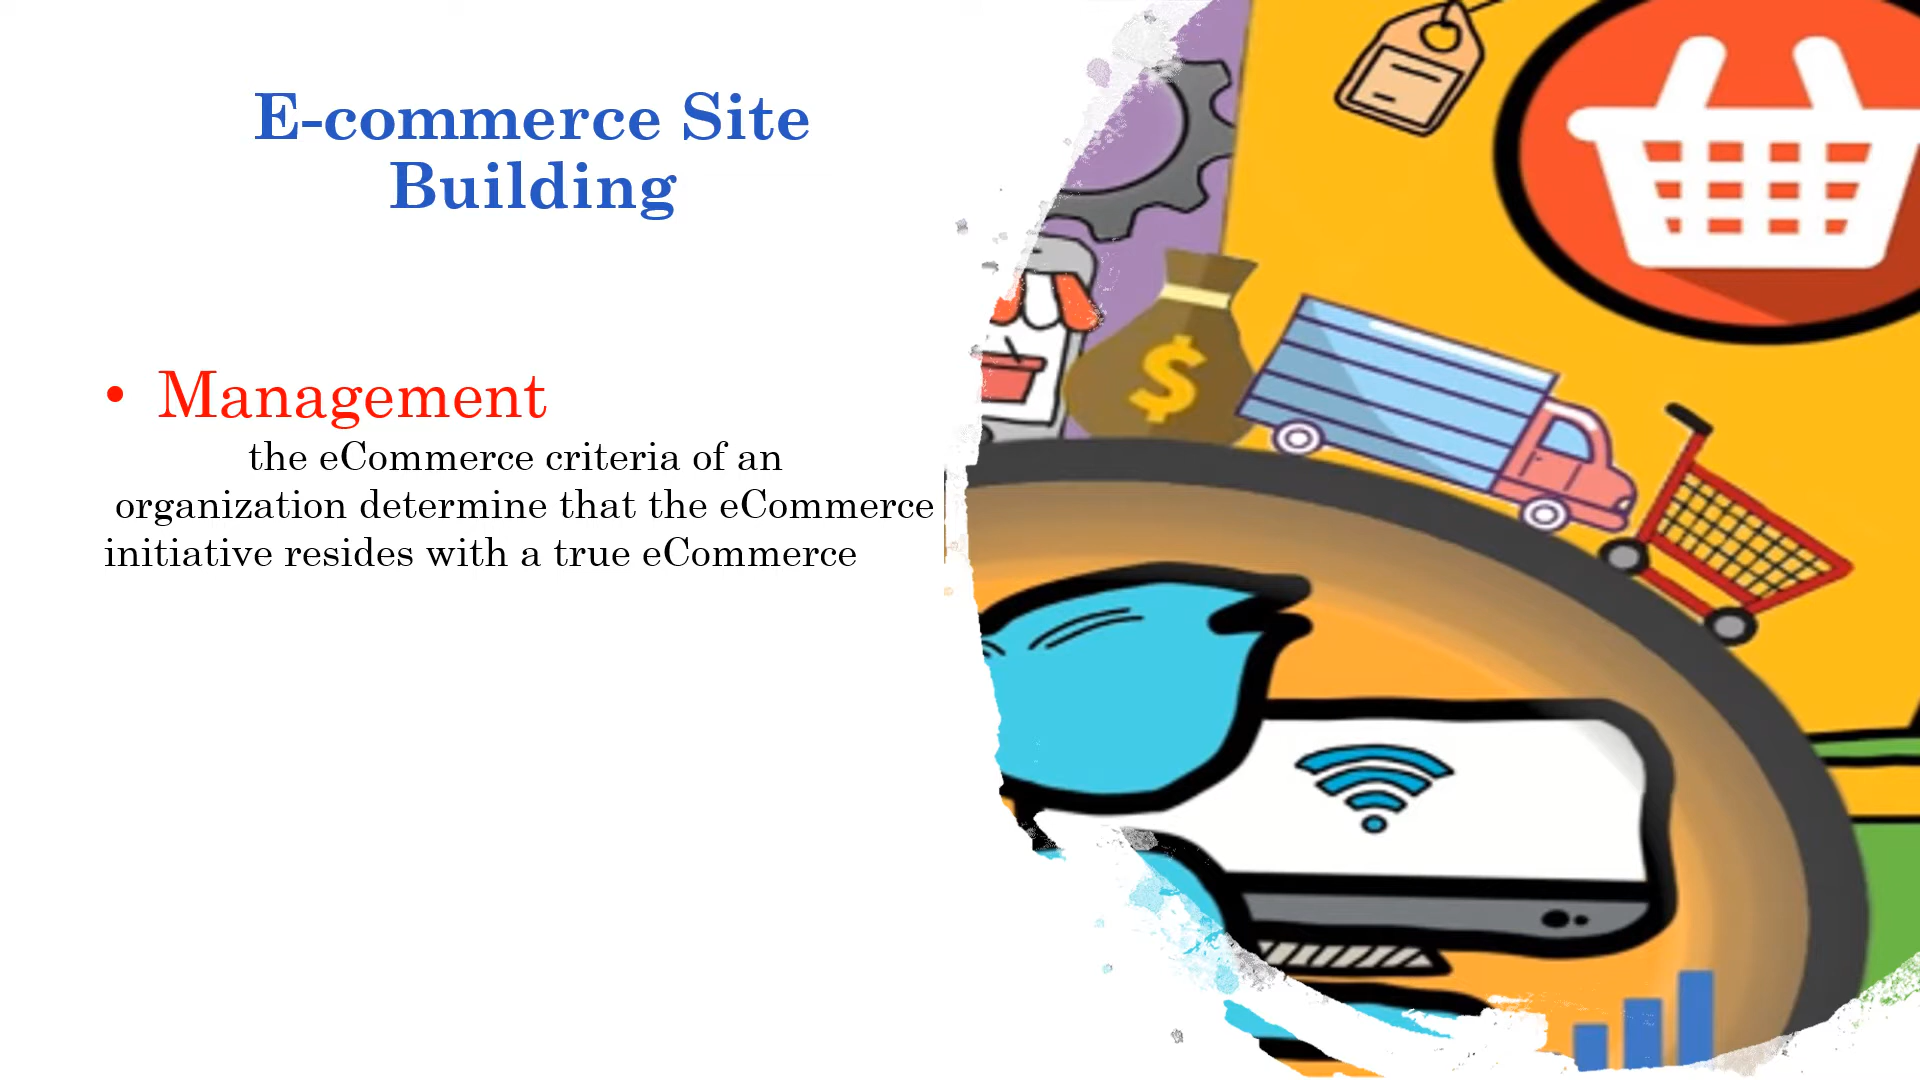 E-commerce Site
Building
• Management
the eCommerce criteria of an
organization determine that the eCommerce
initiative resides with a true eCommerce
$